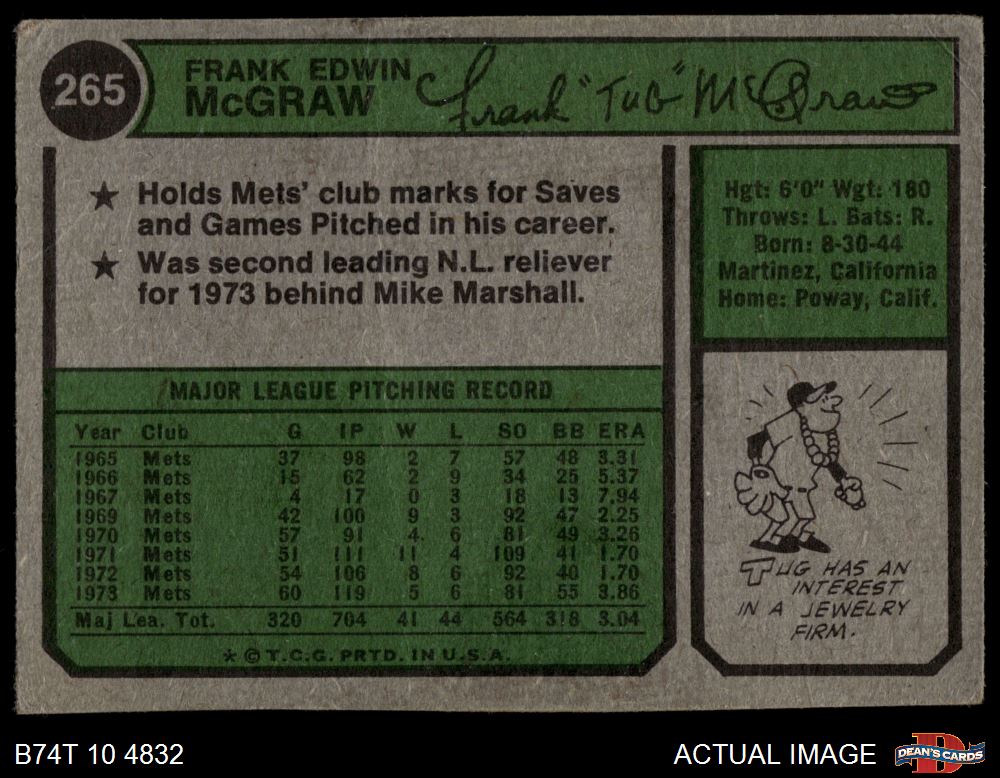 265
FRANK EDWIN
McGRAW
Frank "Tug" McGraw
★ Holds Mets' club marks for Saves
and Games Pitched in his career.
★ Was second leading N.L. reliever
for 1973 behind Mike Marshall.
Hgt: 6'0" Wgt: 180
Throws: L. Bats: R.
Born: 8-30-44
Martinez, California
Home: Poway, Calif.
MAJOR LEAGUE PITCHING RECORD
Year Club G IP W L SO BB ERA
1965 Mets 37 98 2 7 57 48 3.31
1966 Mets 15 62 2 9 34 25 5.37
1967 Mets 4 17 0 3 18 13 7.94
1969 Mets 42 100 9 3 92 47 2.25
1970 Mets 57 91 4 6 81 49 3.26
1971 Mets 51 111 11 4 109 41 1.70
1972 Mets 54 106 8 6 92 40 1.70
1973 Mets 60 119 5 6 81 55 3.86
Maj Lea. Tot. 320 704 41 44 564 318 3.04
★ © T.C.G. PRTD. IN U.S.A.
TUG HAS AN
INTEREST
IN A JEWELRY
FIRM.
B74T 10 4832
ACTUAL IMAGE
DEAN'S CARDS